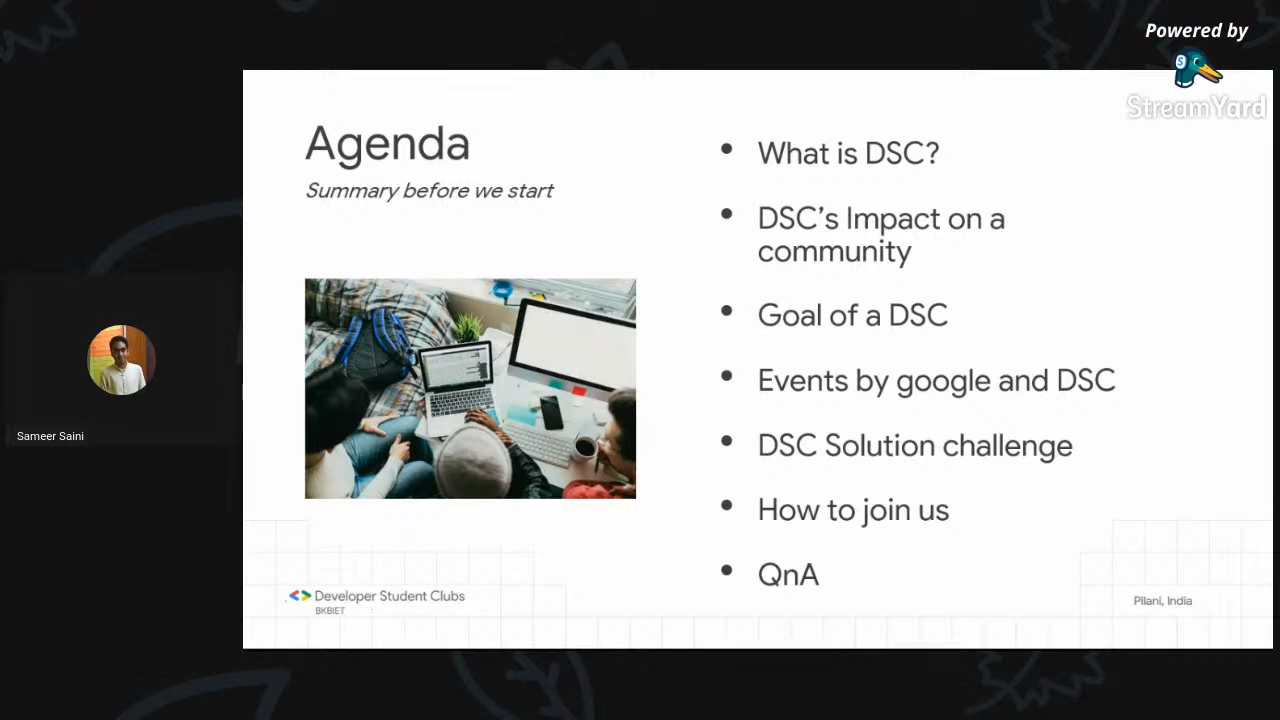 Powered by
StreamYard
Agenda
Summary before we start
• What is DSC?
• DSC’s Impact on a
community
• Goal of a DSC
• Events by google and DSC
• DSC Solution challenge
• How to join us
• QnA
Sameer Saini
Developer Student Clubs
BKBIET
Pilani, India